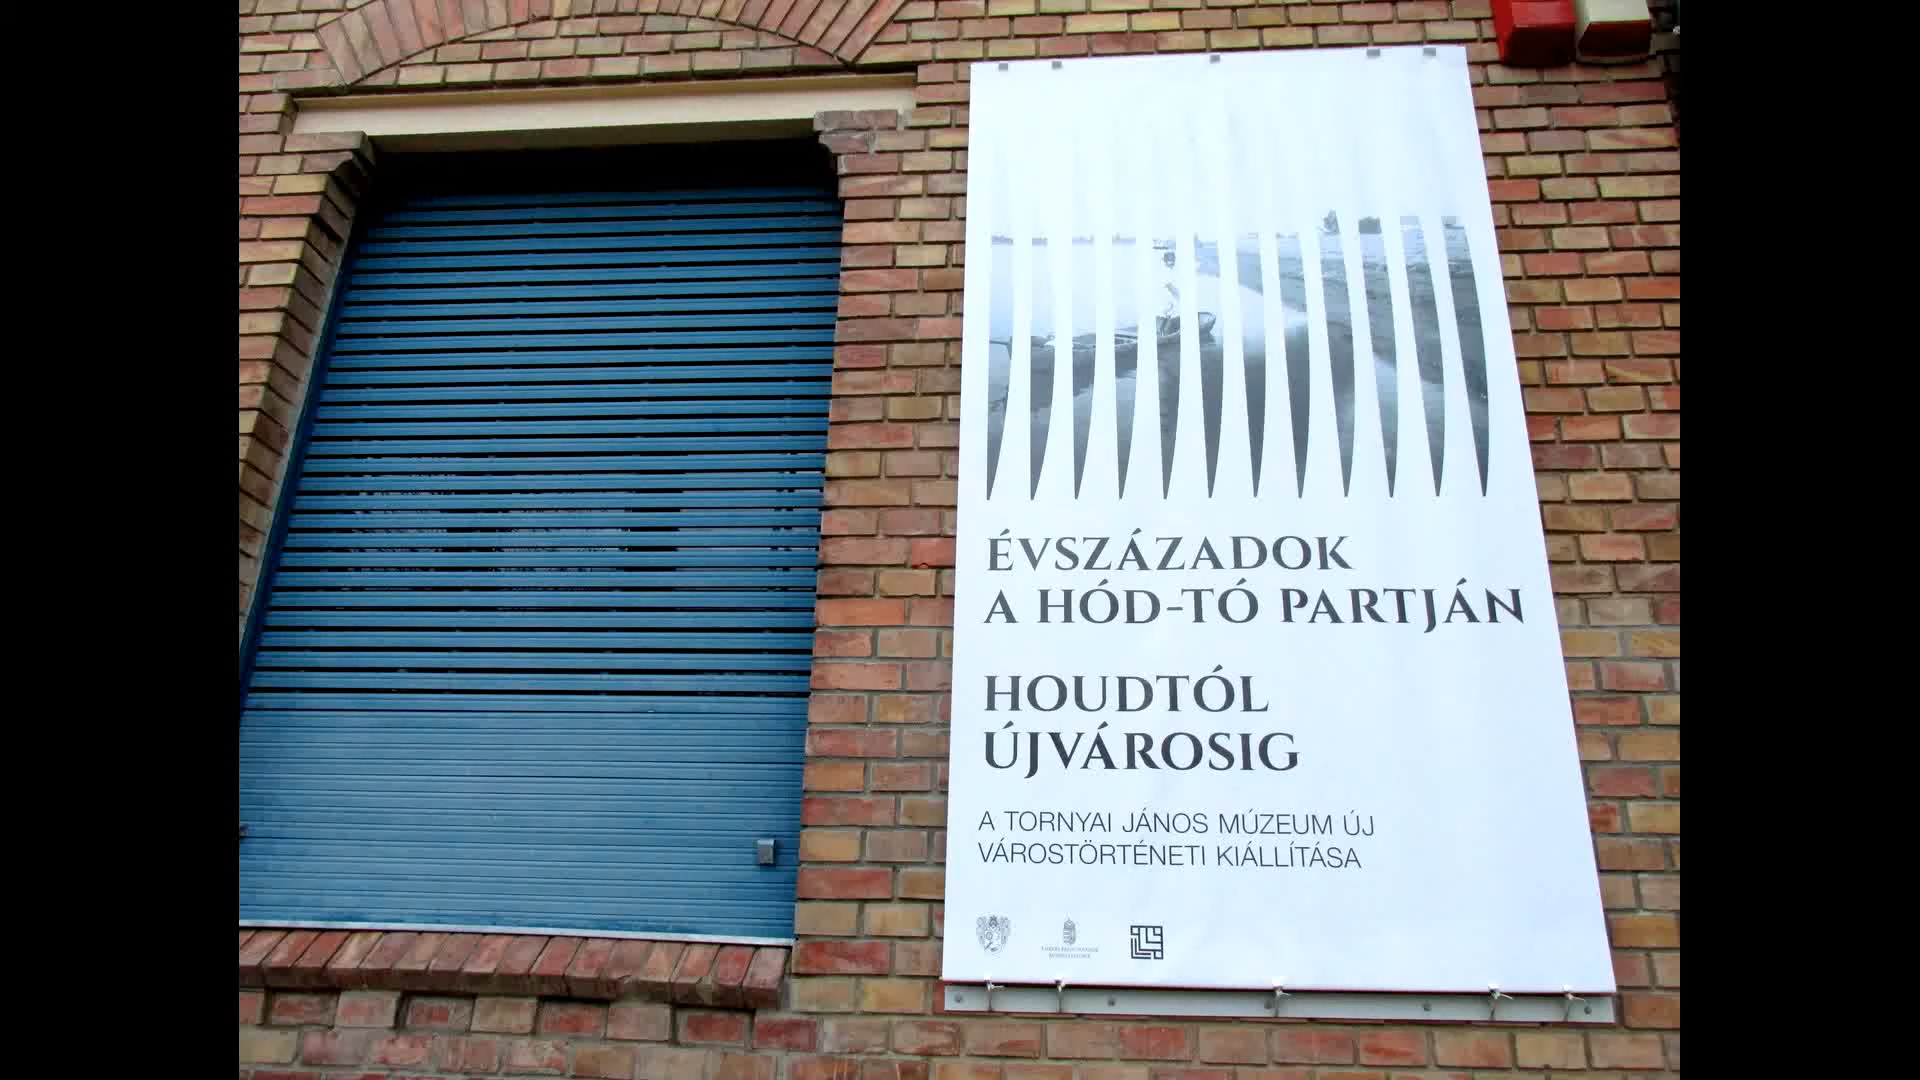 ÉVSZÁZADOK
A HÓD-TÓ PARTJÁN
HOUDTÓL
ÚJVÁROSIG
A TORNYAI JÁNOS MÚZEUM ÚJ
VÁROSTÖRTÉNETI KIÁLLÍTÁSA